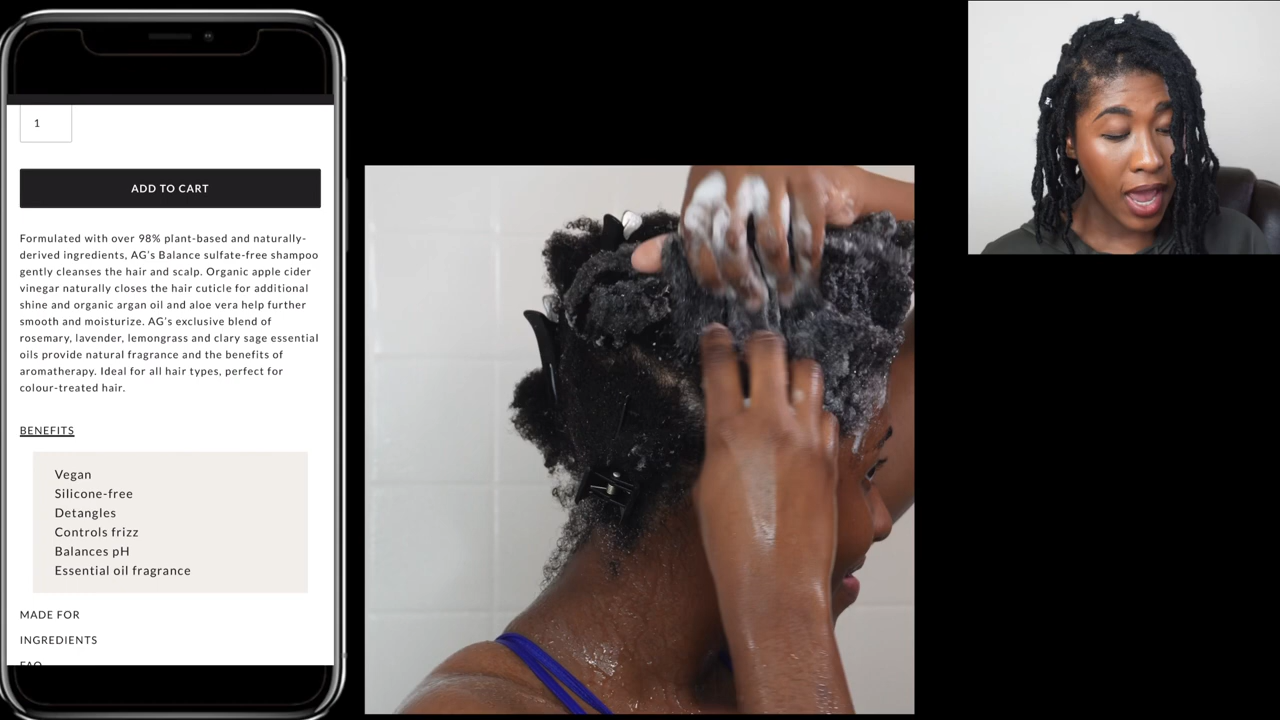 1
ADD TO CART
Formulated with over 98% plant-based and naturally-
derived ingredients, AG's Balance sulfate-free shampoo
gently cleanses the hair and scalp. Organic apple cider
vinegar naturally closes the hair cuticle for additional
shine and organic argan oil and aloe vera help further
smooth and moisturize. AG's exclusive blend of
rosemary, lavender, lemongrass and clary sage essential
oils provide natural fragrance and the benefits of
aromatherapy. Ideal for all hair types, perfect for
colour-treated hair.
BENEFITS
Vegan
Silicone-free
Detangles
Controls frizz
Balances pH
Essential oil fragrance
MADE FOR
INGREDIENTS
FAQ